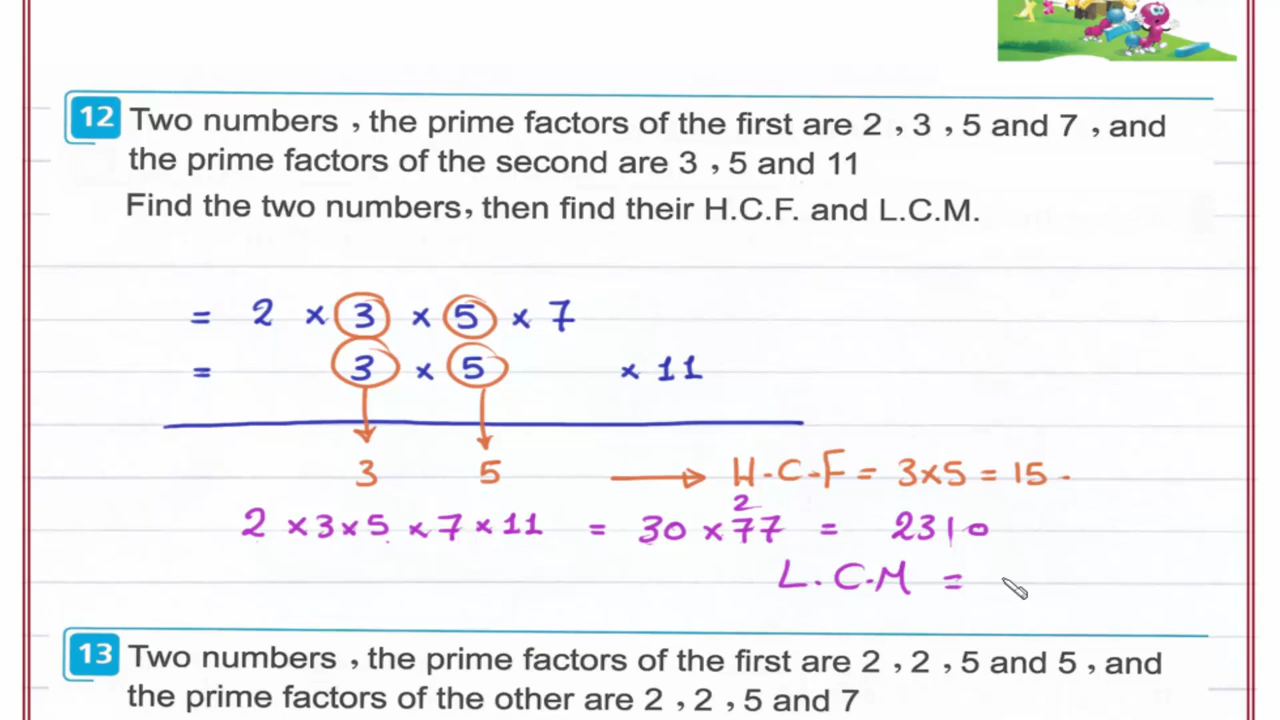 12 Two numbers , the prime factors of the first are 2 , 3 , 5 and 7 , and
the prime factors of the second are 3 , 5 and 11
Find the two numbers, then find their H.C.F. and L.C.M.
= 2 × 3 × 5 × 7
= 3 × 5 × 11
3 5 → H.C.F = 3×5 = 15.
2
2 ×3×5 ×7×11 = 30 ×77 = 2310
L.C.M =
13 Two numbers , the prime factors of the first are 2 , 2 , 5 and 5 , and
the prime factors of the other are 2 , 2 , 5 and 7